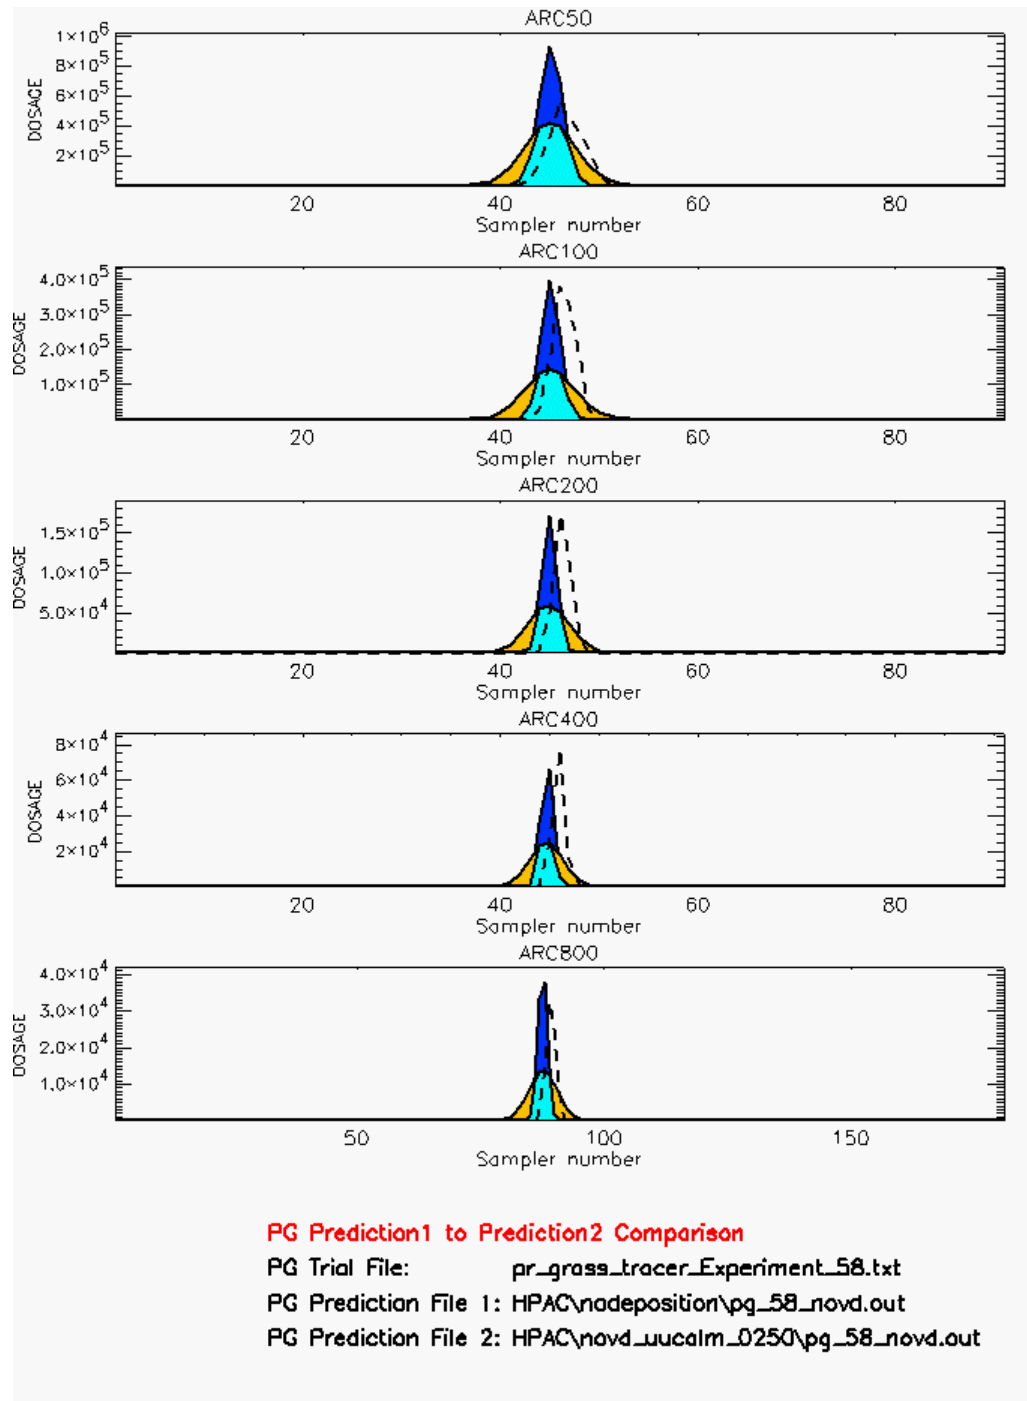 ARC50
1×10⁶
8×10⁵
6×10⁵
4×10⁵
2×10⁵
DOSAGE
20 40 60 80
Sampler number
ARC100
4.0×10⁵
3.0×10⁵
2.0×10⁵
1.0×10⁵
DOSAGE
20 40 60 80
Sampler number
ARC200
1.5×10⁵
1.0×10⁵
5.0×10⁴
DOSAGE
20 40 60 80
Sampler number
ARC400
8×10⁴
6×10⁴
4×10⁴
2×10⁴
DOSAGE
20 40 60 80
Sampler number
ARC800
4.0×10⁴
3.0×10⁴
2.0×10⁴
1.0×10⁴
DOSAGE
50 100 150
Sampler number
PG Prediction1 to Prediction2 Comparison
PG Trial File: pr_grass_tracer_Experiment_58.txt
PG Prediction File 1: HPAC\nodeposition\pg_58_novd.out
PG Prediction File 2: HPAC\novd_uucalm_0250\pg_58_novd.out